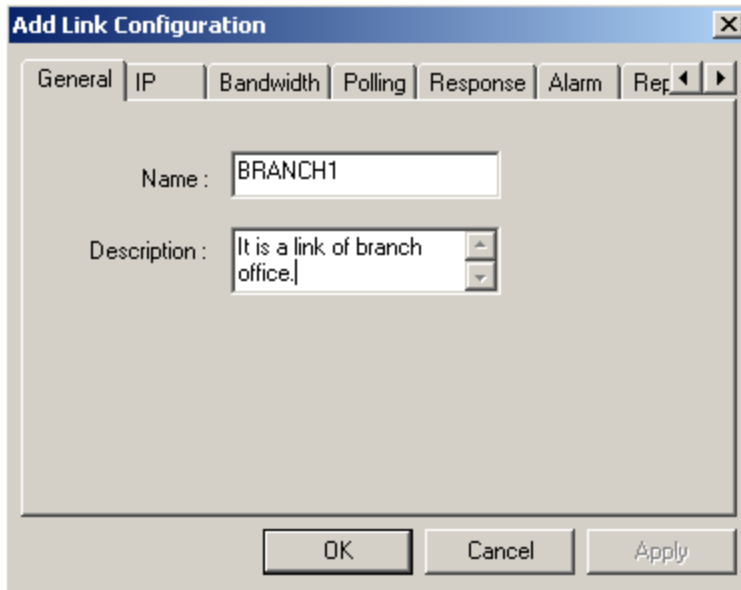 Add Link Configuration
General IP Bandwidth Polling Response Alarm
Name : BRANCH1
Description : It is a link of branch
office.
OK Cancel Apply